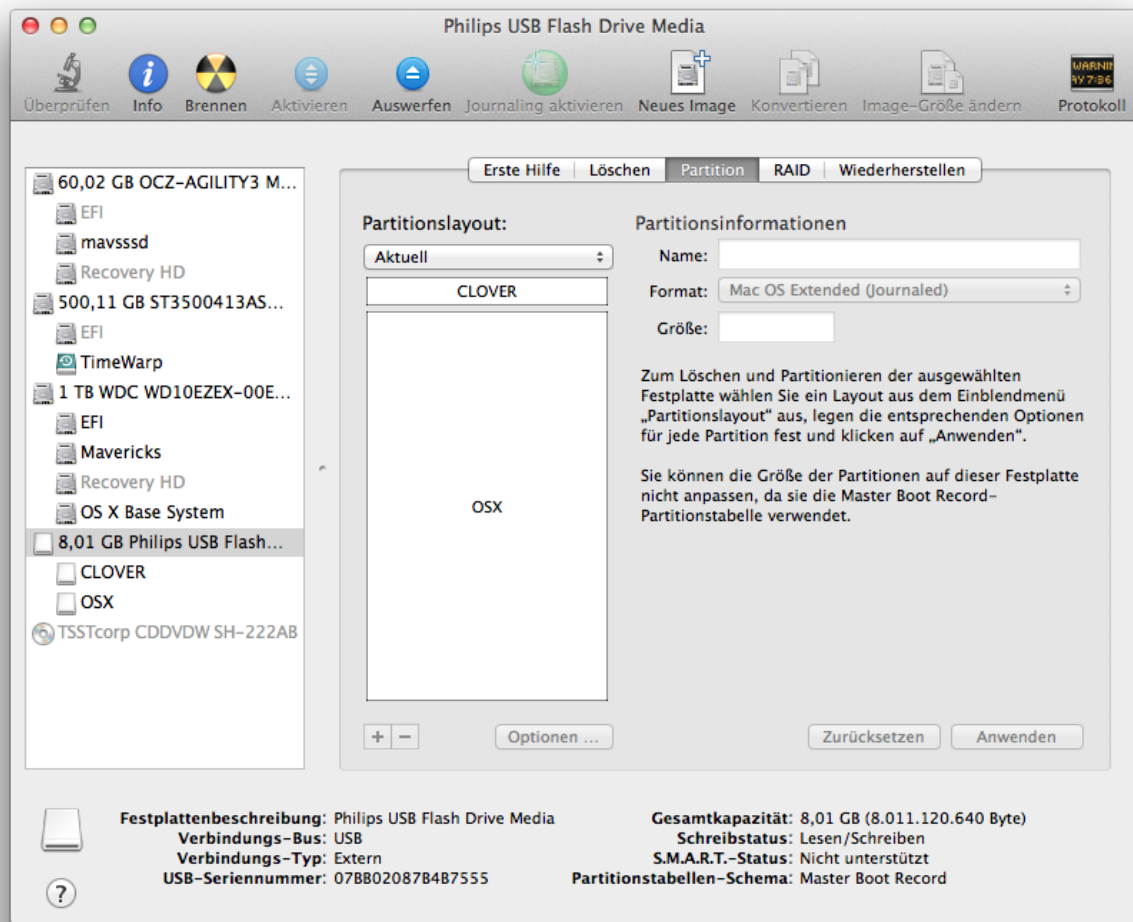 Philips USB Flash Drive Media
Überprüfen Info Brennen Aktivieren Auswerfen Journaling aktivieren Neues Image Konvertieren Image-Größe ändern Protokoll
WARNIN
AY 7:36
60,02 GB OCZ-AGILITY3 M...
EFI
mavsssd
Recovery HD
500,11 GB ST3500413AS...
EFI
TimeWarp
1 TB WDC WD10EZEX-00E...
EFI
Mavericks
Recovery HD
OS X Base System
8,01 GB Philips USB Flash...
CLOVER
OSX
TSSTcorp CDDVDW SH-222AB
Erste Hilfe Löschen Partition RAID Wiederherstellen
Partitionslayout:
Aktuell
CLOVER
OSX
+ − Optionen ...
Partitionsinformationen
Name:
Format: Mac OS Extended (Journaled)
Größe:
Zum Löschen und Partitionieren der ausgewählten
Festplatte wählen Sie ein Layout aus dem Einblendmenü
„Partitionslayout“ aus, legen die entsprechenden Optionen
für jede Partition fest und klicken auf „Anwenden“.
Sie können die Größe der Partitionen auf dieser Festplatte
nicht anpassen, da sie die Master Boot Record-
Partitionstabelle verwendet.
Zurücksetzen Anwenden
Festplattenbeschreibung: Philips USB Flash Drive Media
Verbindungs-Bus: USB
Verbindungs-Typ: Extern
USB-Seriennummer: 07BB02087B4B7555
Gesamtkapazität: 8,01 GB (8.011.120.640 Byte)
Schreibstatus: Lesen/Schreiben
S.M.A.R.T.-Status: Nicht unterstützt
Partitionstabellen-Schema: Master Boot Record
?